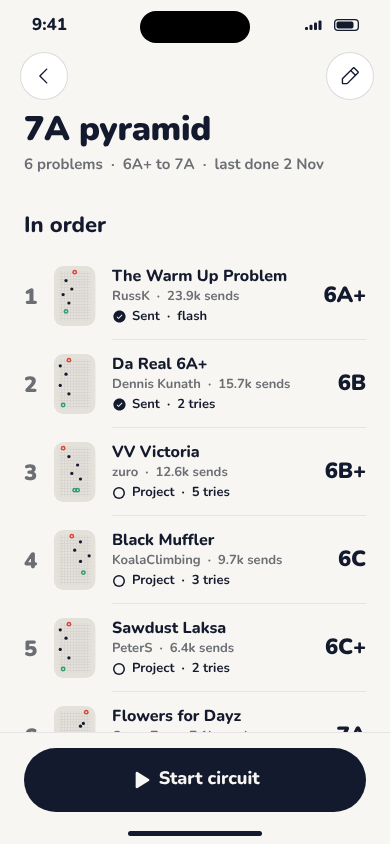 9:41
7A pyramid
6 problems · 6A+ to 7A · last done 2 Nov
In order
1
The Warm Up Problem
RussK · 23.9k sends
Sent · flash
6A+
2
Da Real 6A+
Dennis Kunath · 15.7k sends
Sent · 2 tries
6B
3
VV Victoria
zuro · 12.6k sends
Project · 5 tries
6B+
4
Black Muffler
KoalaClimbing · 9.7k sends
Project · 3 tries
6C
5
Sawdust Laksa
PeterS · 6.4k sends
Project · 2 tries
6C+
Flowers for Dayz
7A
Start circuit